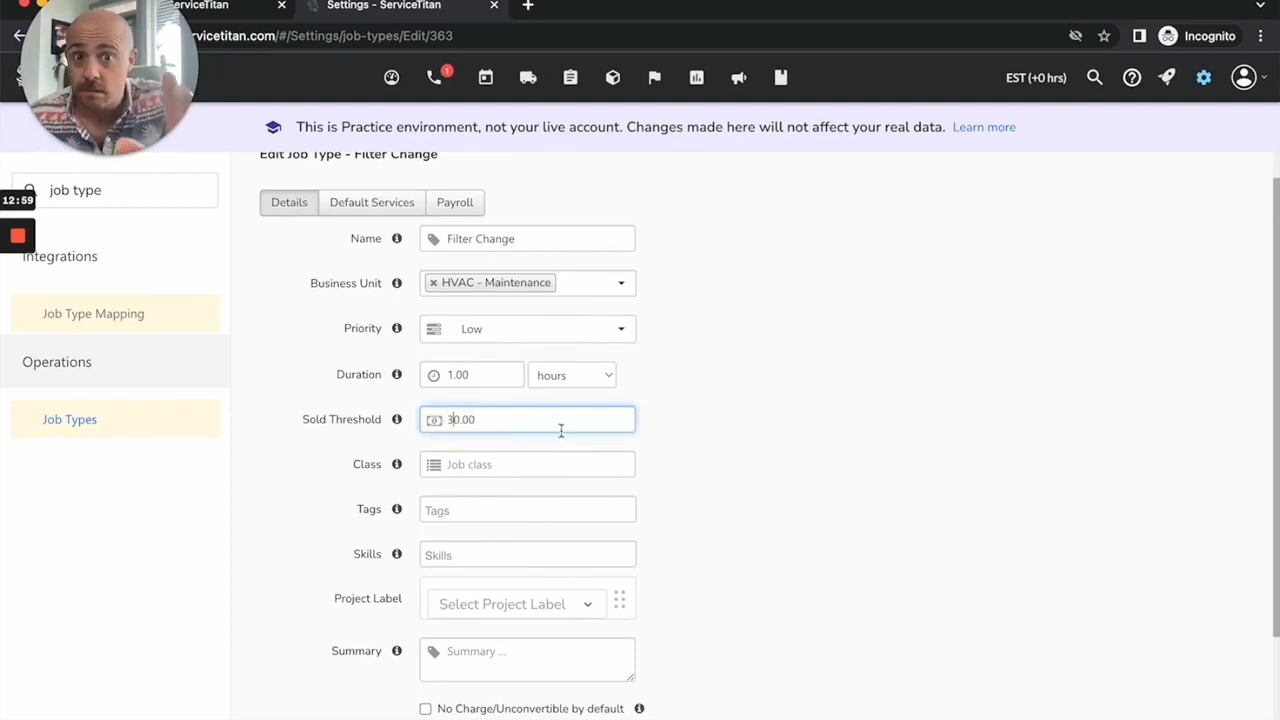 ServiceTitan
Settings - ServiceTitan
servicetitan.com/#/Settings/job-types/Edit/363
Incognito
1
EST (+0 hrs)
This is Practice environment, not your live account. Changes made here will not affect your real data. Learn more
Edit Job Type - Filter Change
job type
12:59
Integrations
Job Type Mapping
Operations
Job Types
Details
Default Services
Payroll
Name
Filter Change
Business Unit
HVAC - Maintenance
Priority
Low
Duration
1.00
hours
Sold Threshold
30.00
Class
Job class
Tags
Tags
Skills
Skills
Project Label
Select Project Label
Summary
Summary ...
No Charge/Unconvertible by default